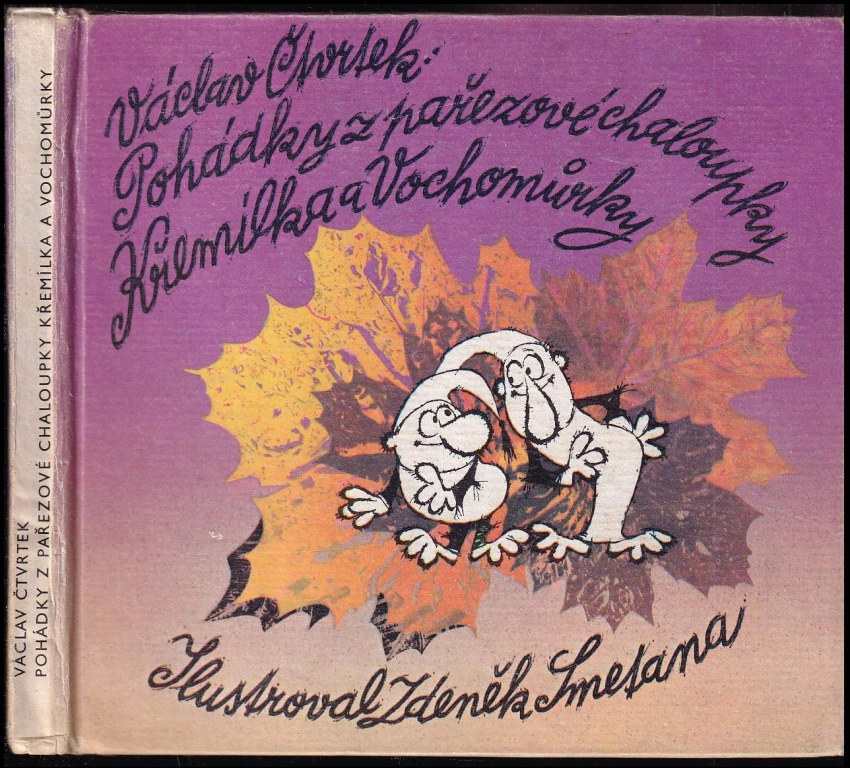 Václav Čtvrtek:
Pohádky z pařezové chaloupky
Křemílka a Vochomůrky
Ilustroval Zdeněk Smetana
VÁCLAV ČTVRTEK
POHÁDKY Z PAŘEZOVÉ CHALOUPKY KŘEMÍLKA A VOCHOMŮRKY